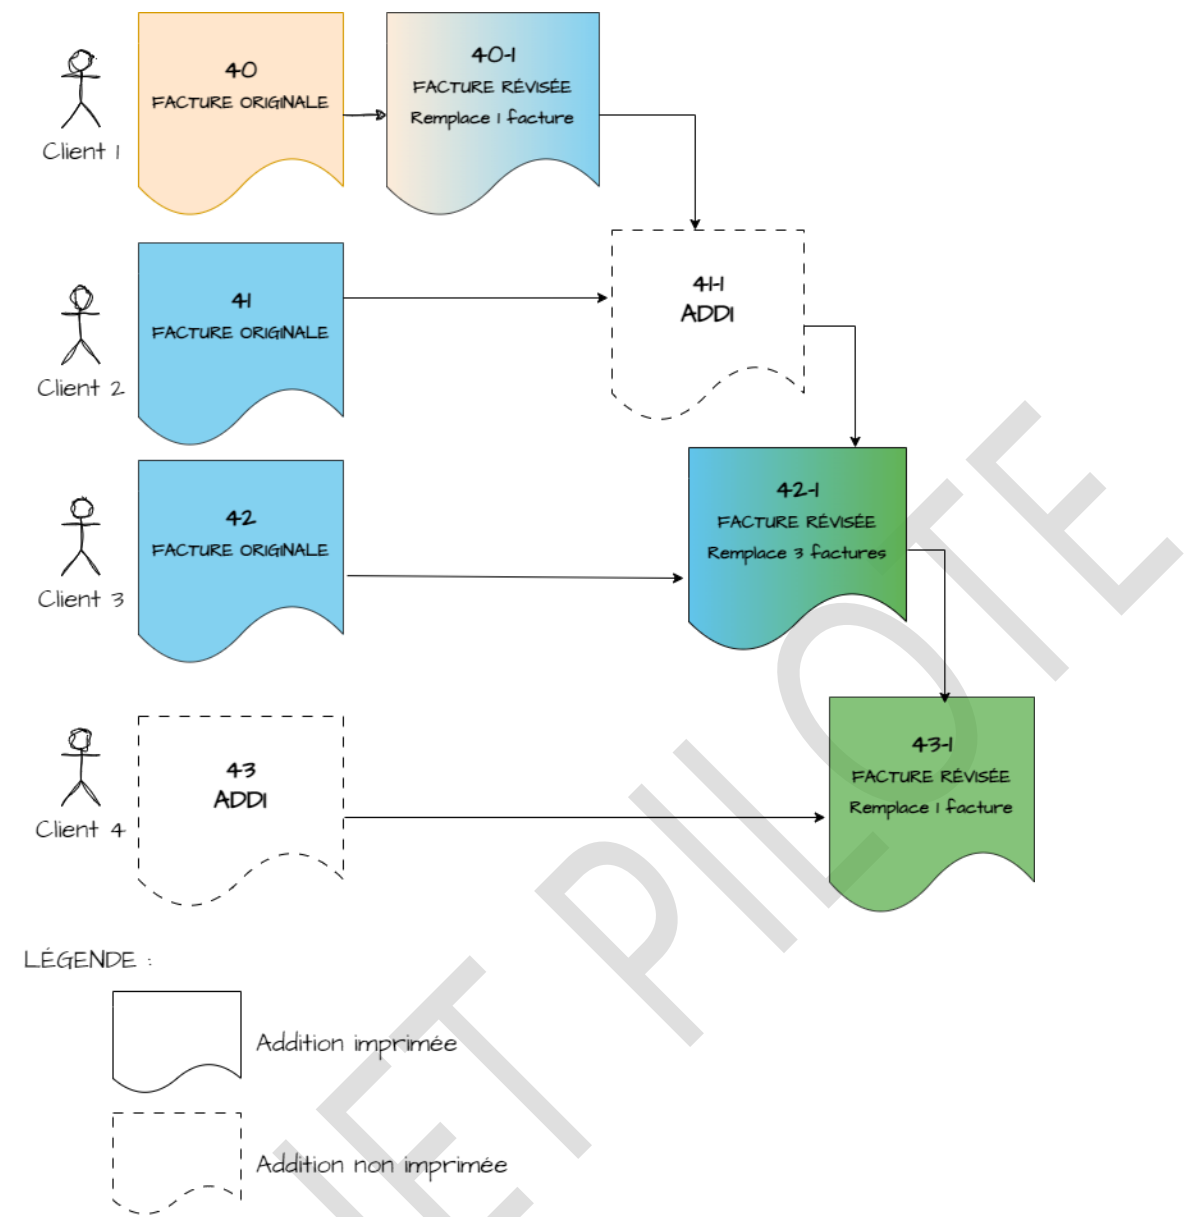 40
FACTURE ORIGINALE
40-1
FACTURE RÉVISÉE
Remplace 1 facture
Client 1
41
FACTURE ORIGINALE
41-1
ADDI
Client 2
42
FACTURE ORIGINALE
42-1
FACTURE RÉVISÉE
Remplace 3 factures
Client 3
43
ADDI
43-1
FACTURE RÉVISÉE
Remplace 1 facture
Client 4
LÉGENDE :
Addition imprimée
Addition non imprimée
JET PILOTE